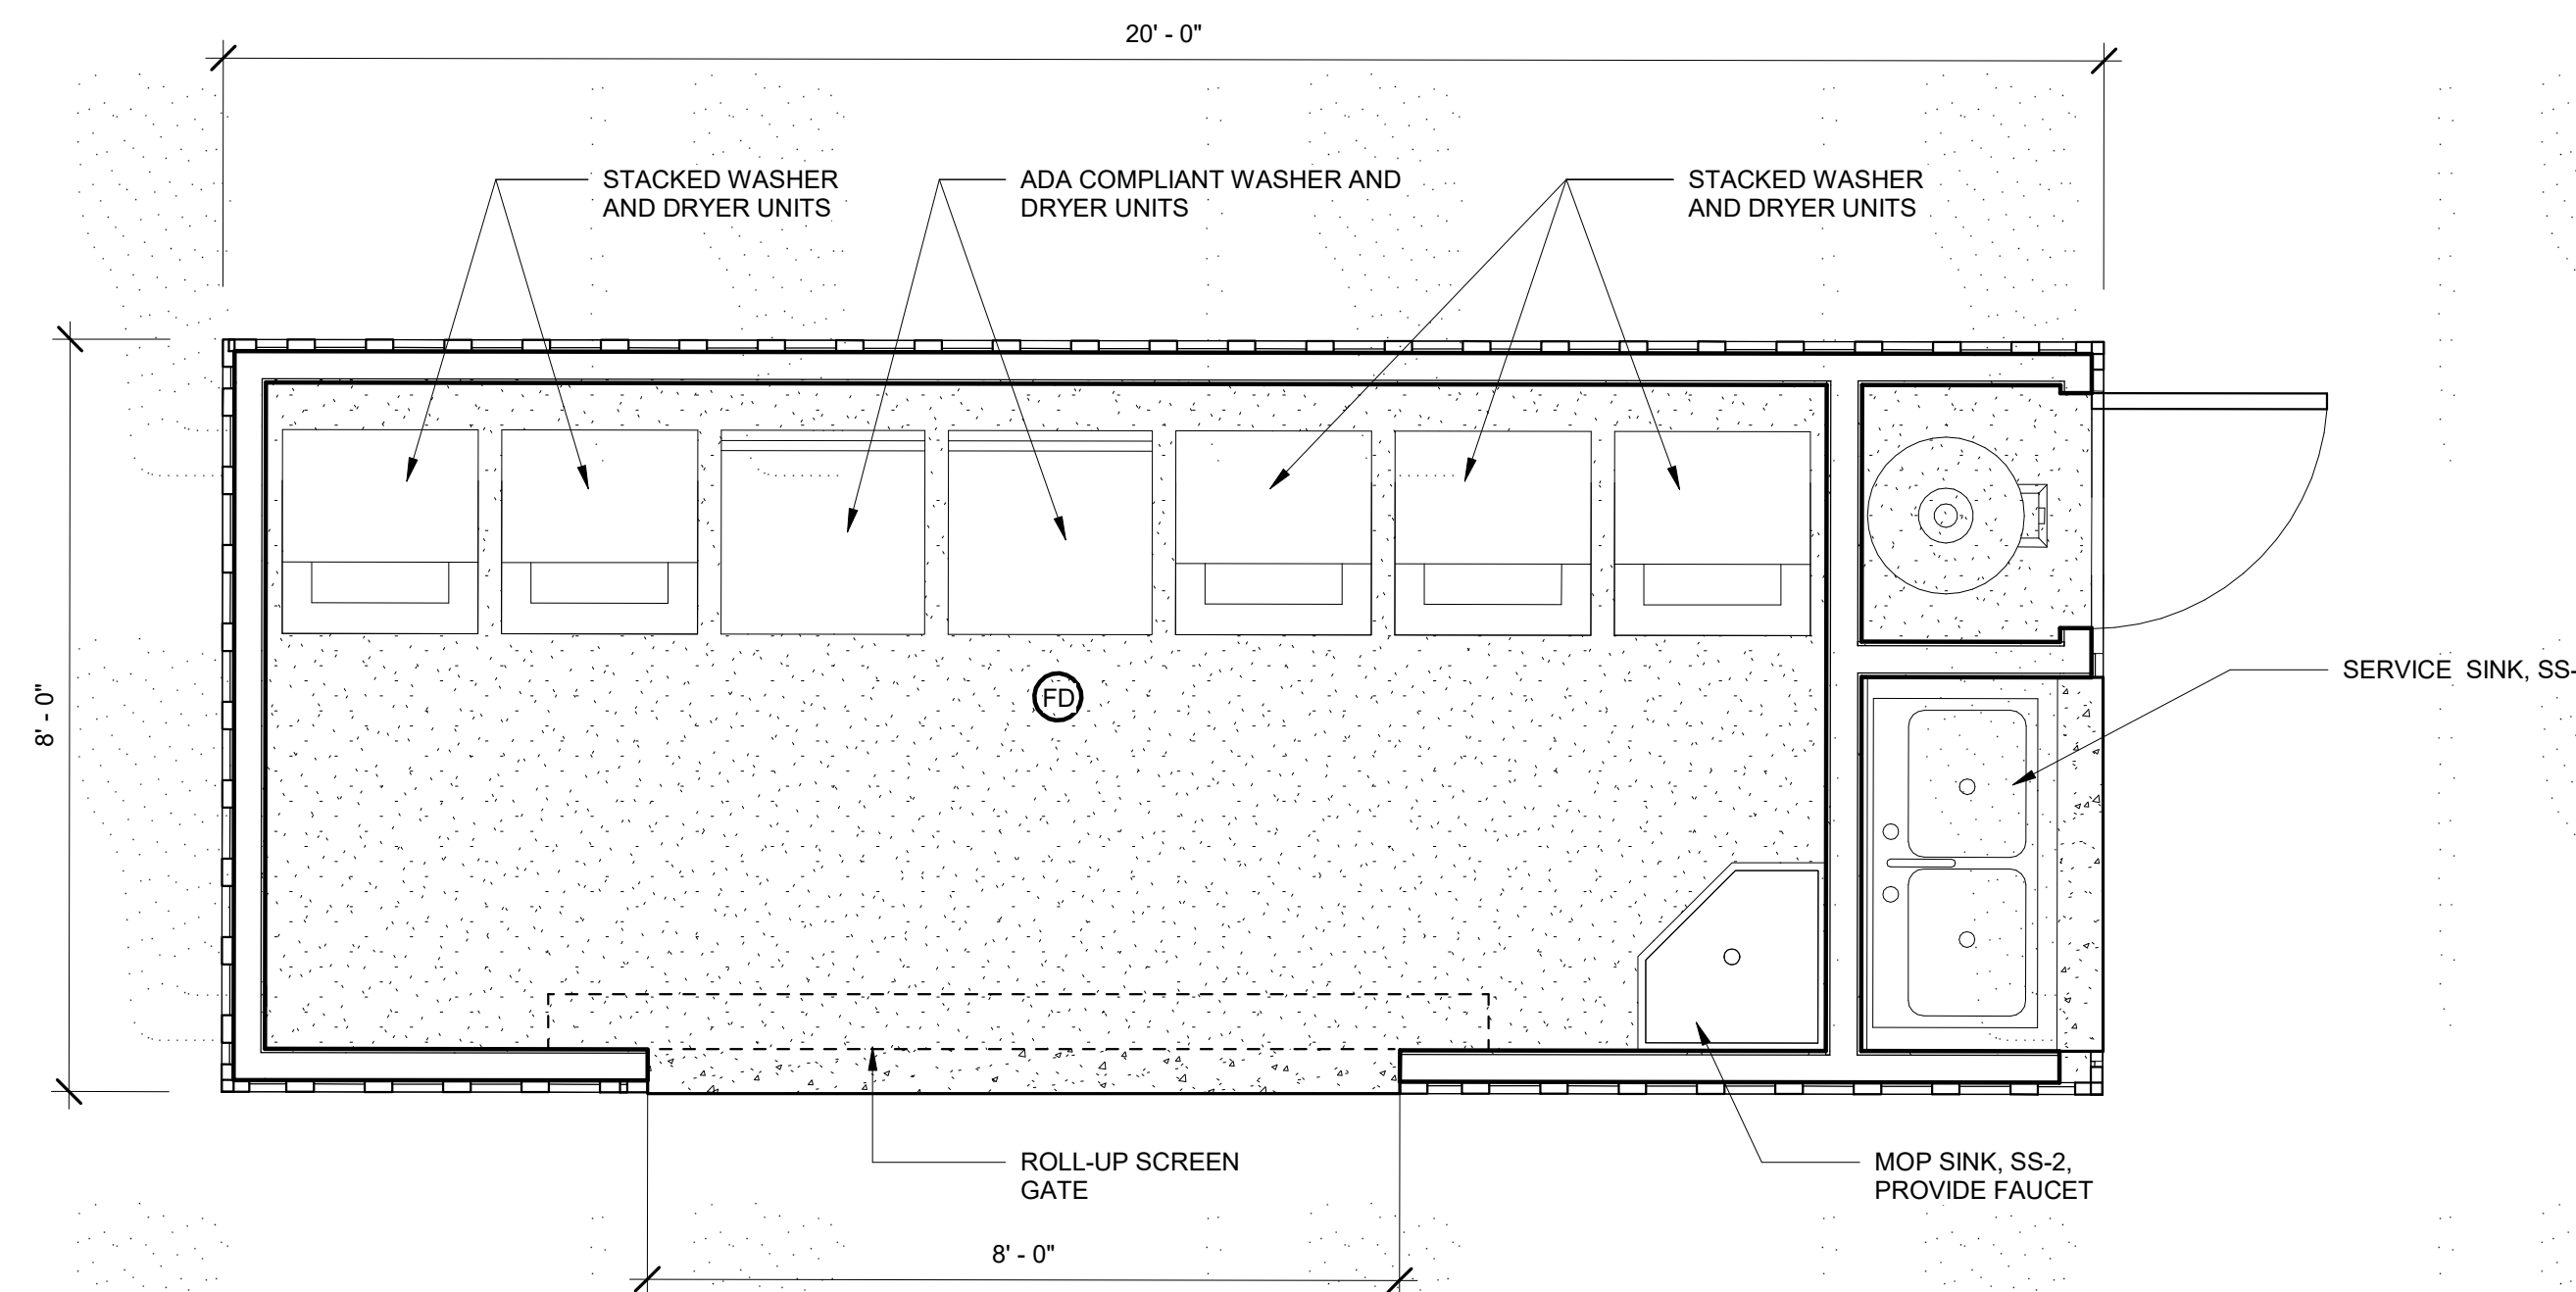 20' - 0"
STACKED WASHER
AND DRYER UNITS
ADA COMPLIANT WASHER AND
DRYER UNITS
STACKED WASHER
AND DRYER UNITS
8' - 0"
FD
SERVICE SINK, SS-
ROLL-UP SCREEN
GATE
MOP SINK, SS-2,
PROVIDE FAUCET
8' - 0"